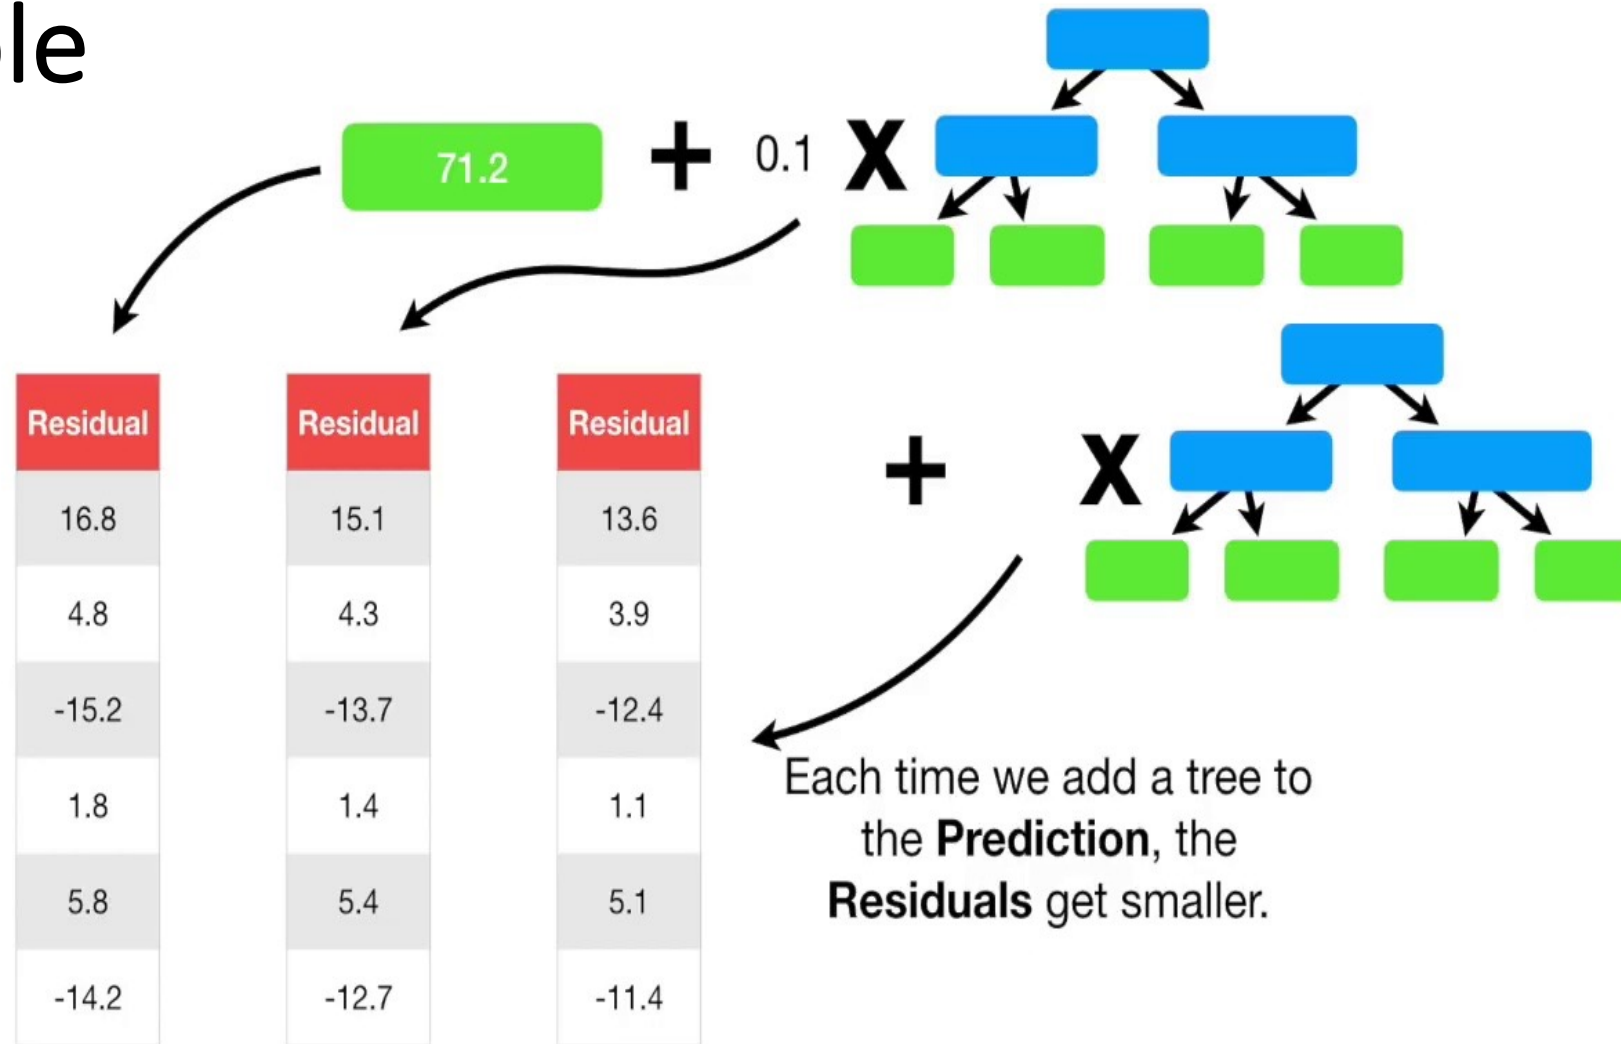 le
71.2 + 0.1 X
+ X
Residual Residual Residual
16.8 15.1 13.6
4.8 4.3 3.9
-15.2 -13.7 -12.4
1.8 1.4 1.1
5.8 5.4 5.1
-14.2 -12.7 -11.4
Each time we add a tree to
the Prediction, the
Residuals get smaller.